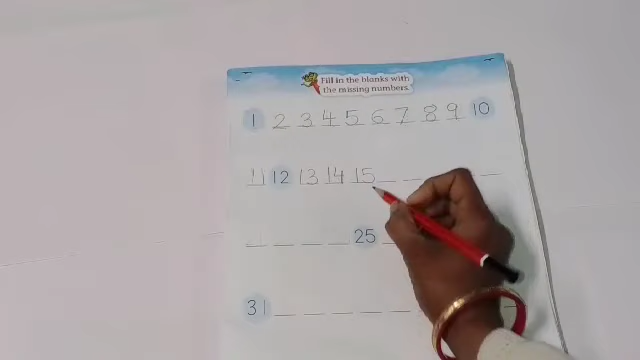 Fill in the blanks with
the missing numbers.
1 2 3 4 5 6 7 8 9 10
11 12 13 14 15
25
31